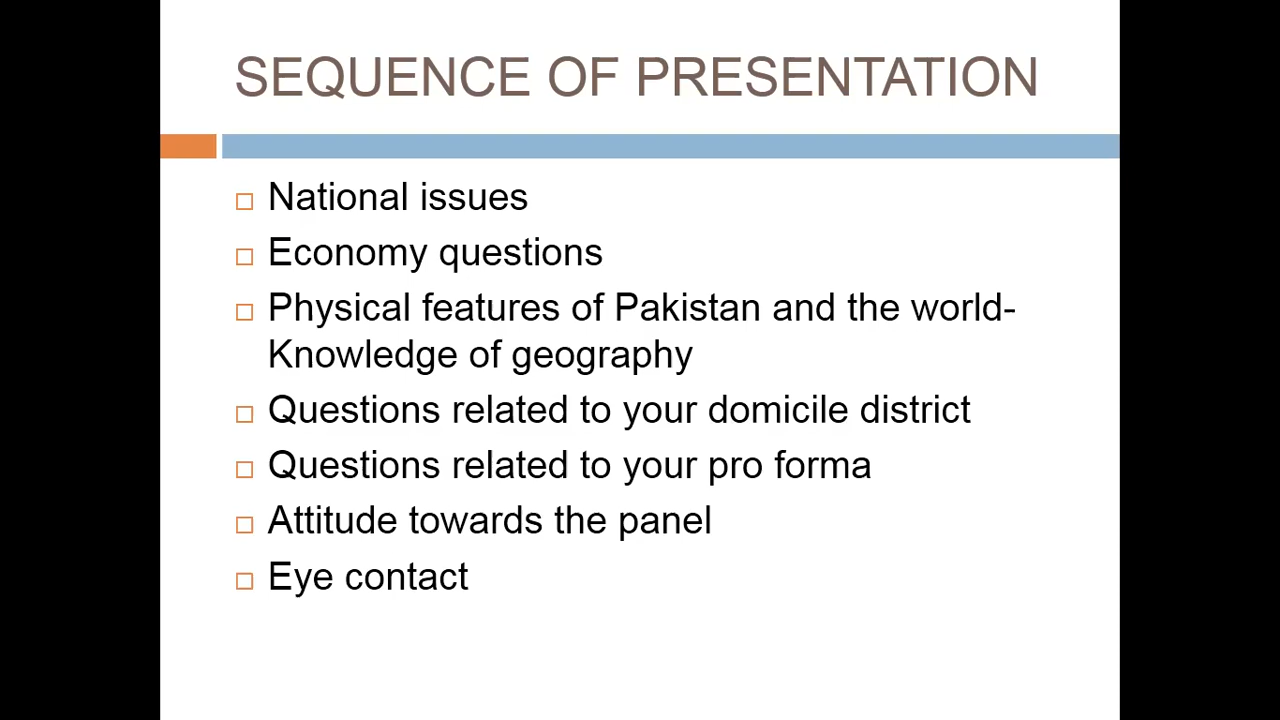 SEQUENCE OF PRESENTATION
National issues
Economy questions
Physical features of Pakistan and the world-
Knowledge of geography
Questions related to your domicile district
Questions related to your pro forma
Attitude towards the panel
Eye contact